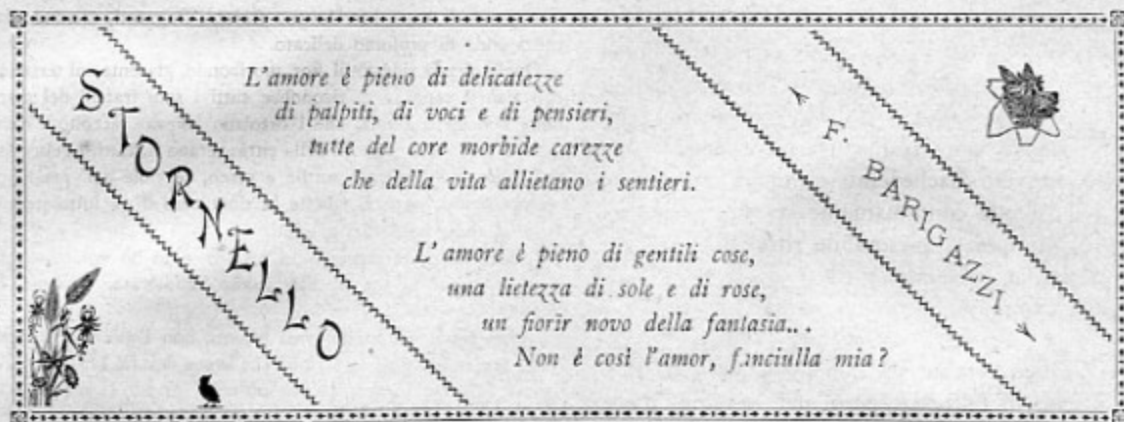 STORNELLO
L'amore è pieno di delicatezze
di palpiti, di voci e di pensieri,
tutte del core morbide carezze
che della vita allietano i sentieri.
L'amore è pieno di gentili cose,
una lietezza di sole e di rose,
un fiorir novo della fantasia...
Non è così l'amor, fanciulla mia?
F. BARIGAZZI